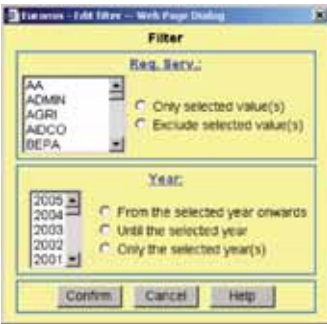 Euramis - Edit filter -- Web Page Dialog
Filter
Req. Serv.:
AA
ADMIN
AGRI
AIDCO
BEPA
Only selected value(s)
Exclude selected value(s)
Year:
2005
2004
2003
2002
2001
From the selected year onwards
Until the selected year
Only the selected year(s)
Confirm Cancel Help